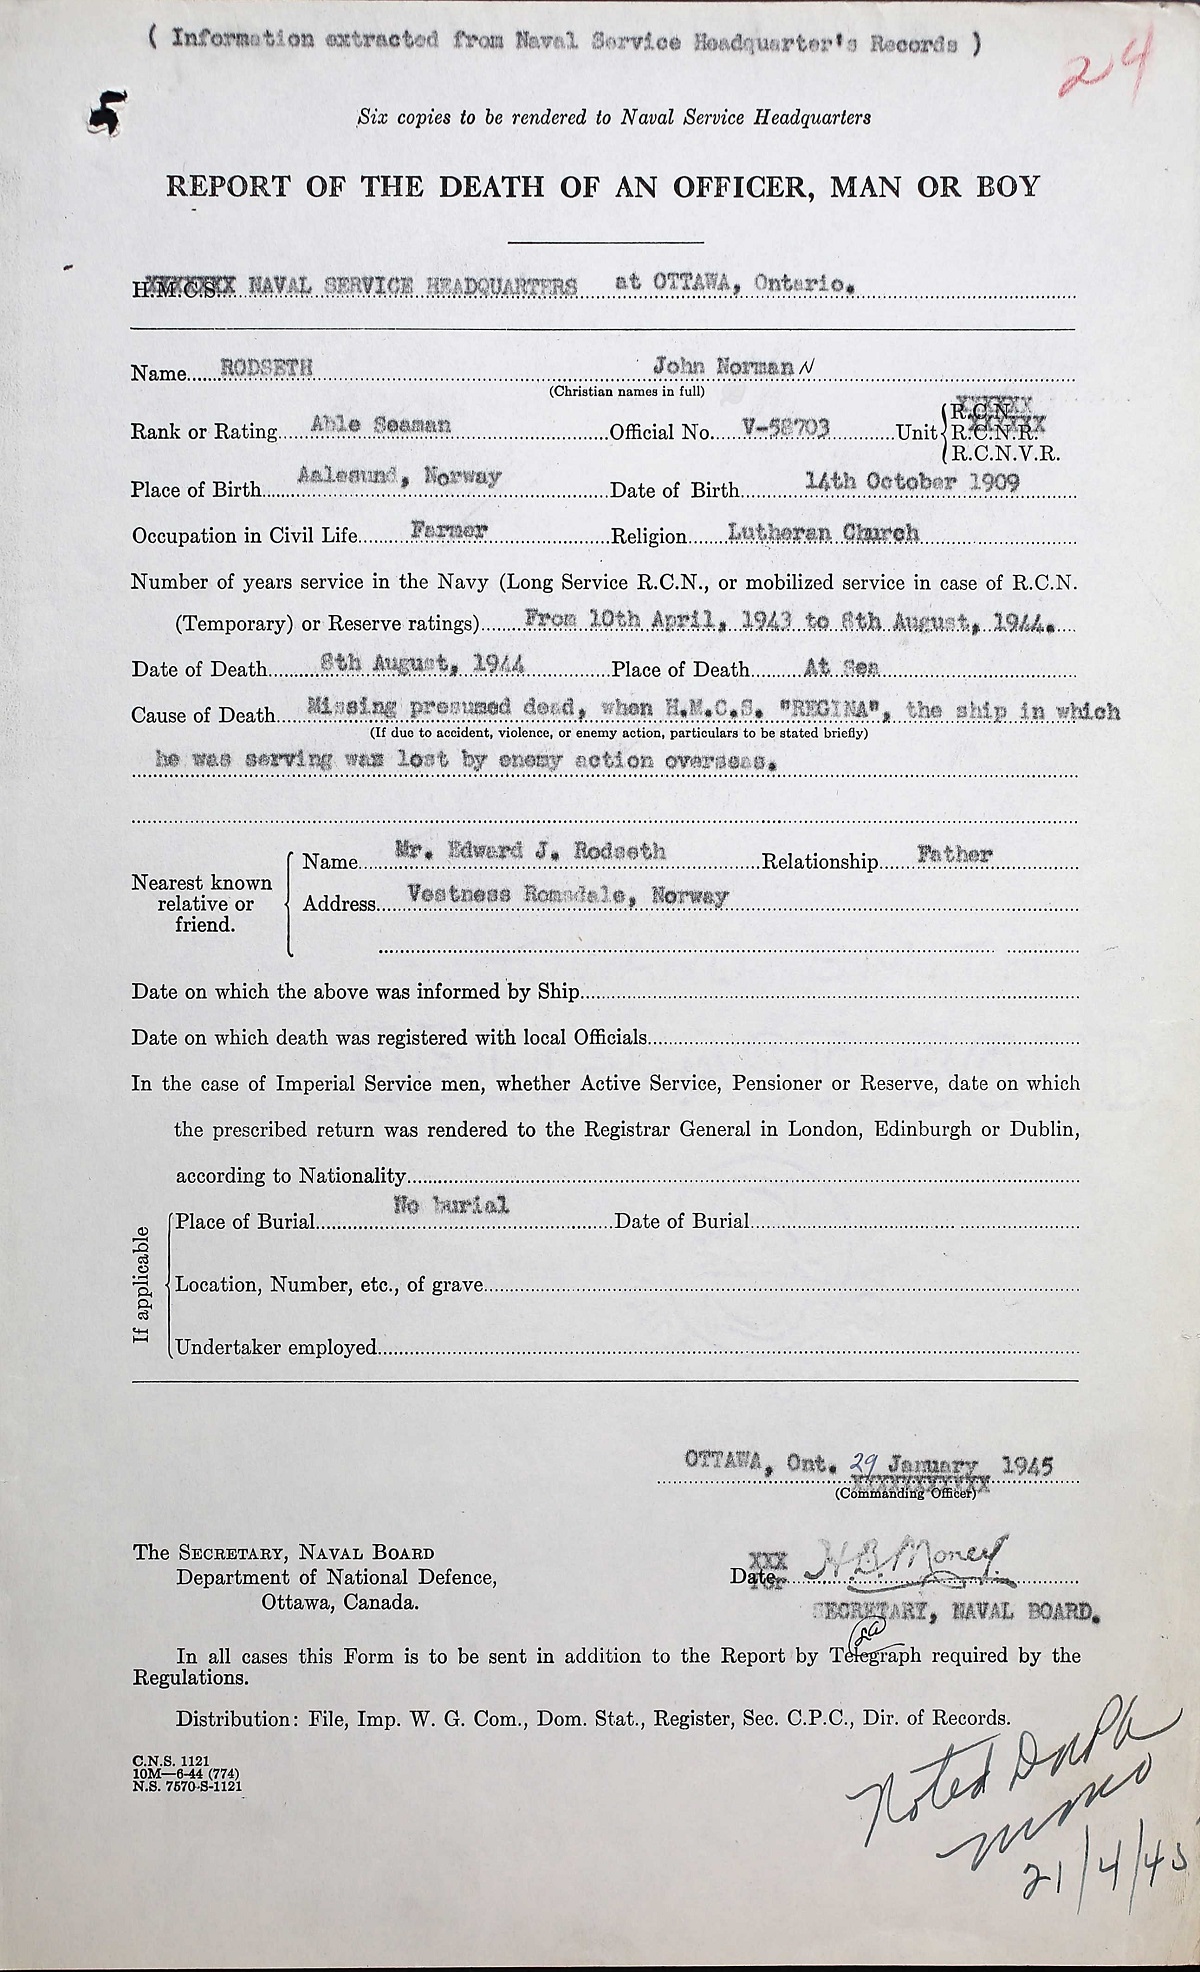 ( Information extracted from Naval Service Headquarter's Records )
24
Six copies to be rendered to Naval Service Headquarters
REPORT OF THE DEATH OF AN OFFICER, MAN OR BOY
H.M.C.S. XXXXXXX NAVAL SERVICE HEADQUARTERS at OTTAWA, Ontario.
Name RODSETH John Norman N
(Christian names in full)
Rank or Rating Able Seaman Official No. V-58703 Unit R.C.N. XXXXXX
R.C.N.R. XXXXXX
R.C.N.V.R.
Place of Birth Aalesund, Norway Date of Birth 14th October 1909
Occupation in Civil Life Farmer Religion Lutheran Church
Number of years service in the Navy (Long Service R.C.N., or mobilized service in case of R.C.N.
(Temporary) or Reserve ratings) From 10th April, 1943 to 8th August, 1944.
Date of Death 8th August, 1944 Place of Death At Sea
Cause of Death Missing presumed dead, when H.M.C.S. "REGINA", the ship in which
(If due to accident, violence, or enemy action, particulars to be stated briefly)
he was serving was lost by enemy action overseas.
Nearest known relative or friend.
Name Mr. Edward J. Rodseth Relationship Father
Address Vestness Romsdale, Norway
Date on which the above was informed by Ship
Date on which death was registered with local Officials
In the case of Imperial Service men, whether Active Service, Pensioner or Reserve, date on which
the prescribed return was rendered to the Registrar General in London, Edinburgh or Dublin,
according to Nationality
If applicable
Place of Burial No burial Date of Burial
Location, Number, etc., of grave
Undertaker employed
OTTAWA, Ont. 29 January 1945
XXXXXXXXXXXX
(Commanding Officer)
The SECRETARY, NAVAL BOARD
Department of National Defence,
Ottawa, Canada.
XXX
Date H.B. Money.
SECRETARY, NAVAL BOARD.
In all cases this Form is to be sent in addition to the Report by Telegraph required by the
Regulations.
Distribution: File, Imp. W. G. Com., Dom. Stat., Register, Sec. C.P.C., Dir. of Records.
C.N.S. 1121
10M—6-44 (774)
N.S. 7570-S-1121
Noted
21/4/45